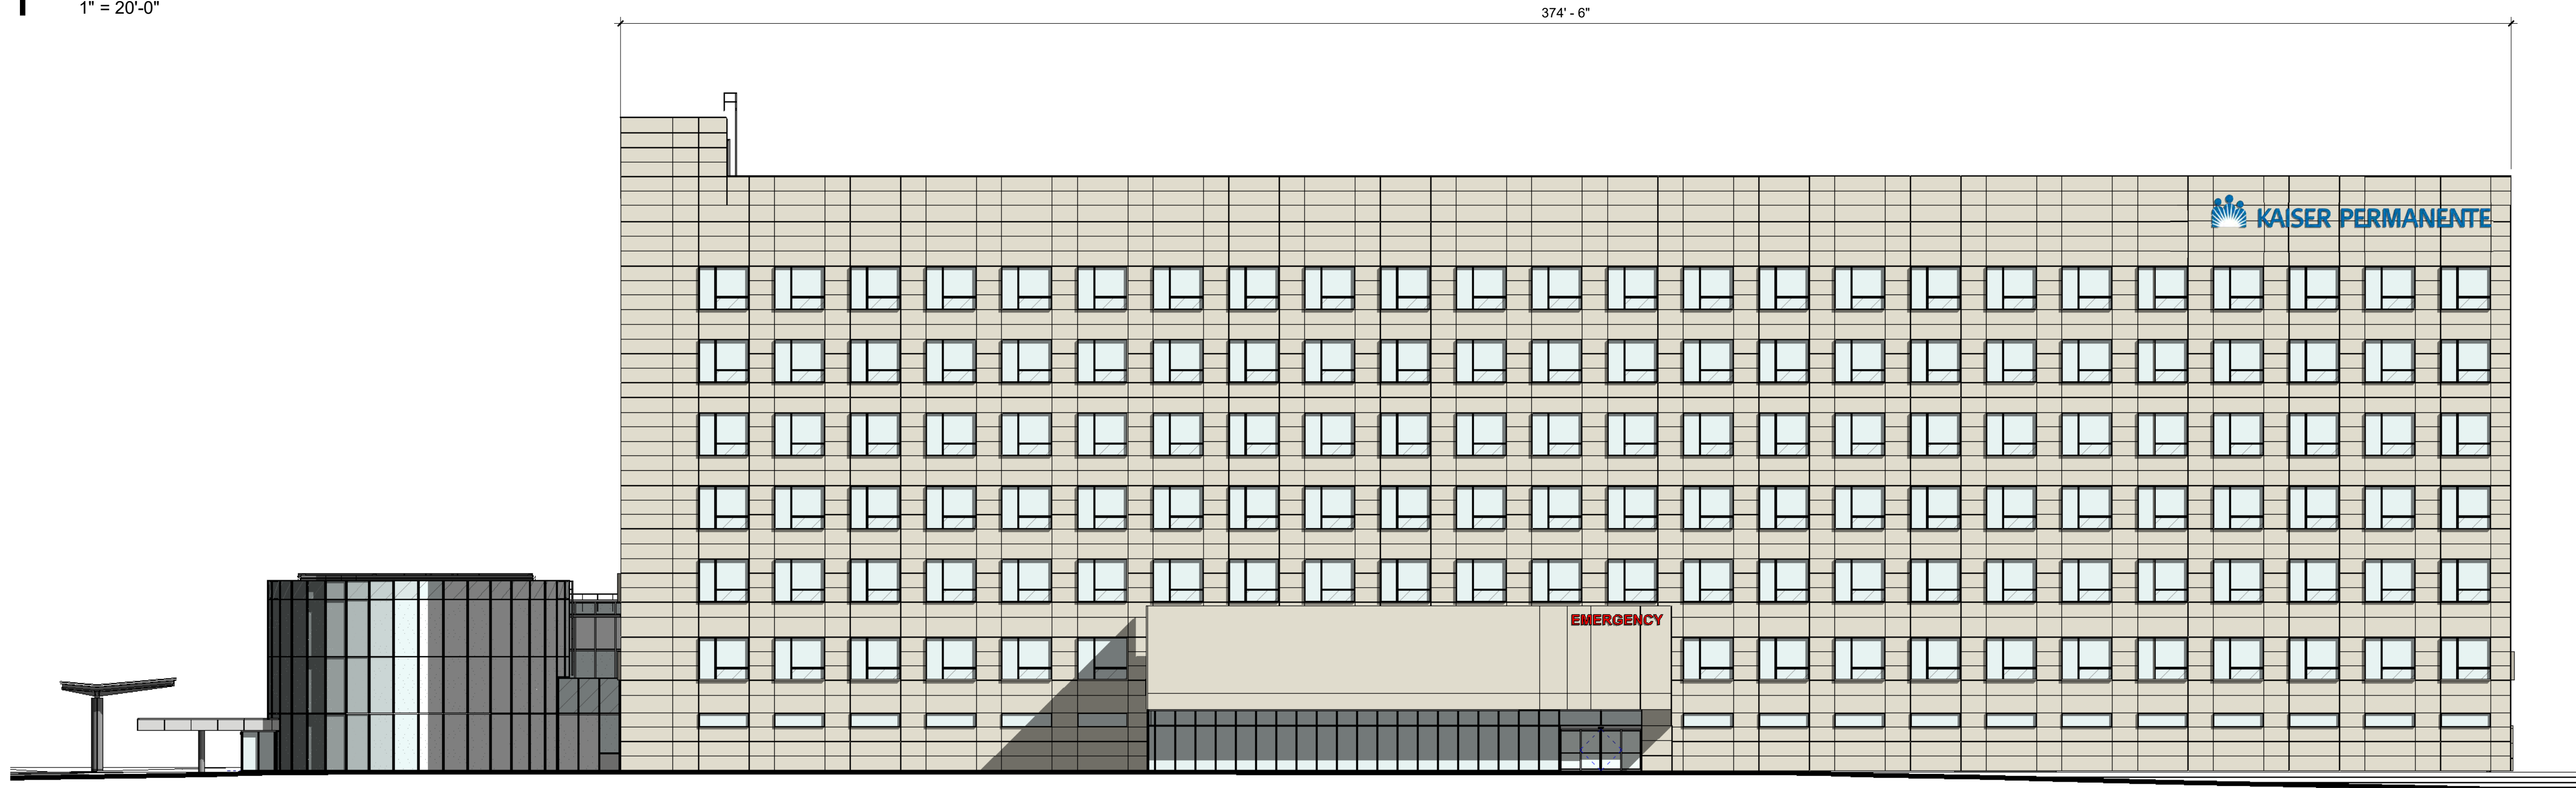 1" = 20'-0"
374' - 6"
KAISER PERMANENTE
EMERGENCY